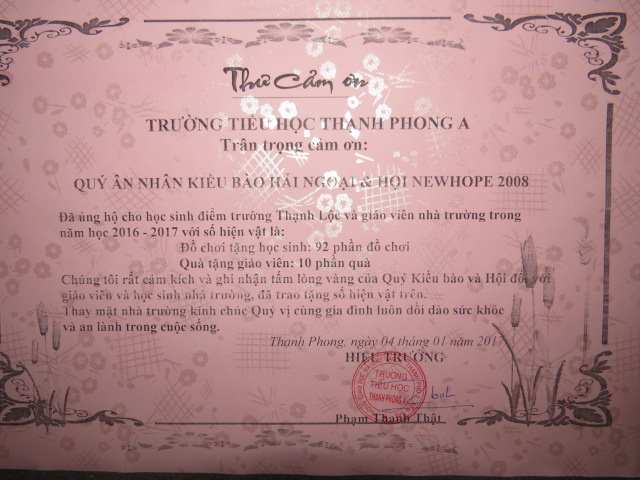 Thư Cảm ơn
TRƯỜNG TIỂU HỌC THẠNH PHONG A
Trân trọng cảm ơn:
QUÝ ÂN NHÂN KIỀU BÀO HẢI NGOẠI & HỘI NEWHOPE 2008
Đã ủng hộ cho học sinh điểm trường Thạnh Lộc và giáo viên nhà trường trong
năm học 2016 - 2017 với số hiện vật là:
Đồ chơi tặng học sinh: 92 phần đồ chơi
Quà tặng giáo viên: 10 phần quà
Chúng tôi rất cảm kích và ghi nhận tấm lòng vàng của Quý Kiều bào và Hội đối với
giáo viên và học sinh nhà trường, đã trao tặng số hiện vật trên.
Thay mặt nhà trường kính chúc Quý vị cùng gia đình luôn dồi dào sức khỏe
và an lành trong cuộc sống.
Thạnh Phong, ngày 04 tháng 01 năm 2017
HIỆU TRƯỞNG
TRƯỜNG
TIỂU HỌC
THẠNH PHONG A
Phạm Thanh Thật